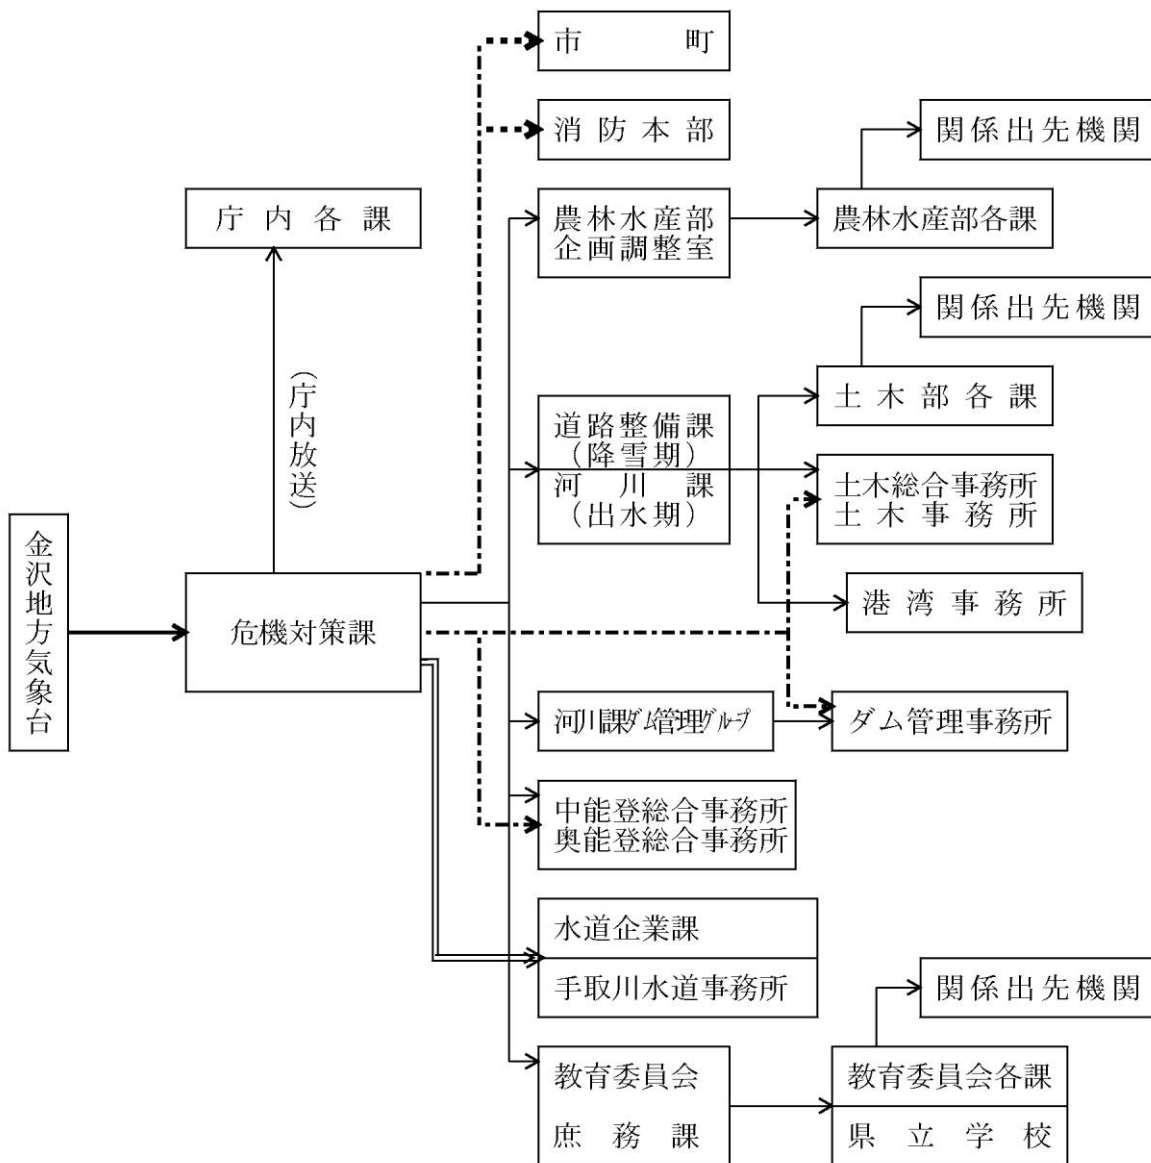 市町
消防本部
関係出先機関
庁内各課
農林水産部
企画調整室
農林水産部各課
関係出先機関
(庁内放送)
土木部各課
道路整備課
(降雪期)
河川課
(出水期)
土木総合事務所
土木事務所
金沢地方気象台
危機対策課
港湾事務所
河川課ダム管理グループ
ダム管理事務所
中能登総合事務所
奥能登総合事務所
水道企業課
手取川水道事務所
関係出先機関
教育委員会
庶務課
教育委員会各課
県立学校